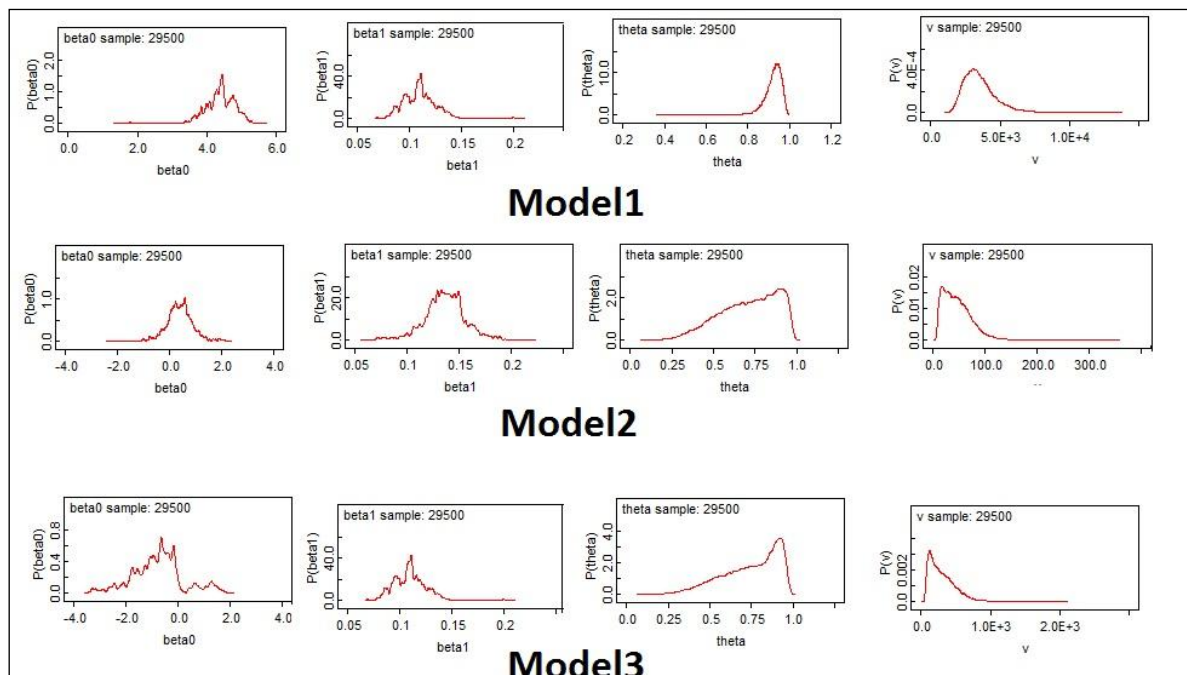 beta0 sample: 29500
P(beta0)
0.0 1.0 2.0
0.0 2.0 4.0 6.0
beta0
beta1 sample: 29500
P(beta1)
0.0 40.0
0.05 0.1 0.15 0.2
beta1
theta sample: 29500
P(theta)
0.0 10.0
0.2 0.4 0.6 0.8 1.0 1.2
theta
v sample: 29500
P(v)
0.0 4.0E-4
5.0E+3 1.0E+4
v
Model1
beta0 sample: 29500
P(beta0)
0.0 1.0
-4.0 -2.0 0.0 2.0 4.0
beta0
beta1 sample: 29500
P(beta1)
0.0 20.0
0.05 0.1 0.15 0.2
beta1
theta sample: 29500
P(theta)
0.0 2.0
0.0 0.25 0.5 0.75 1.0
theta
v sample: 29500
P(v)
0.0 0.01 0.02
0.0 100.0 200.0 300.0
Model2
beta0 sample: 29500
P(beta0)
0.0 0.4 0.8
-4.0 -2.0 0.0 2.0 4.0
beta0
beta1 sample: 29500
P(beta1)
0.0 40.0
0.05 0.1 0.15 0.2
beta1
theta sample: 29500
P(theta)
0.0 2.0 4.0
0.0 0.25 0.5 0.75 1.0
theta
v sample: 29500
P(v)
0.0 0.002
0.0 1.0E+3 2.0E+3
v
Model3